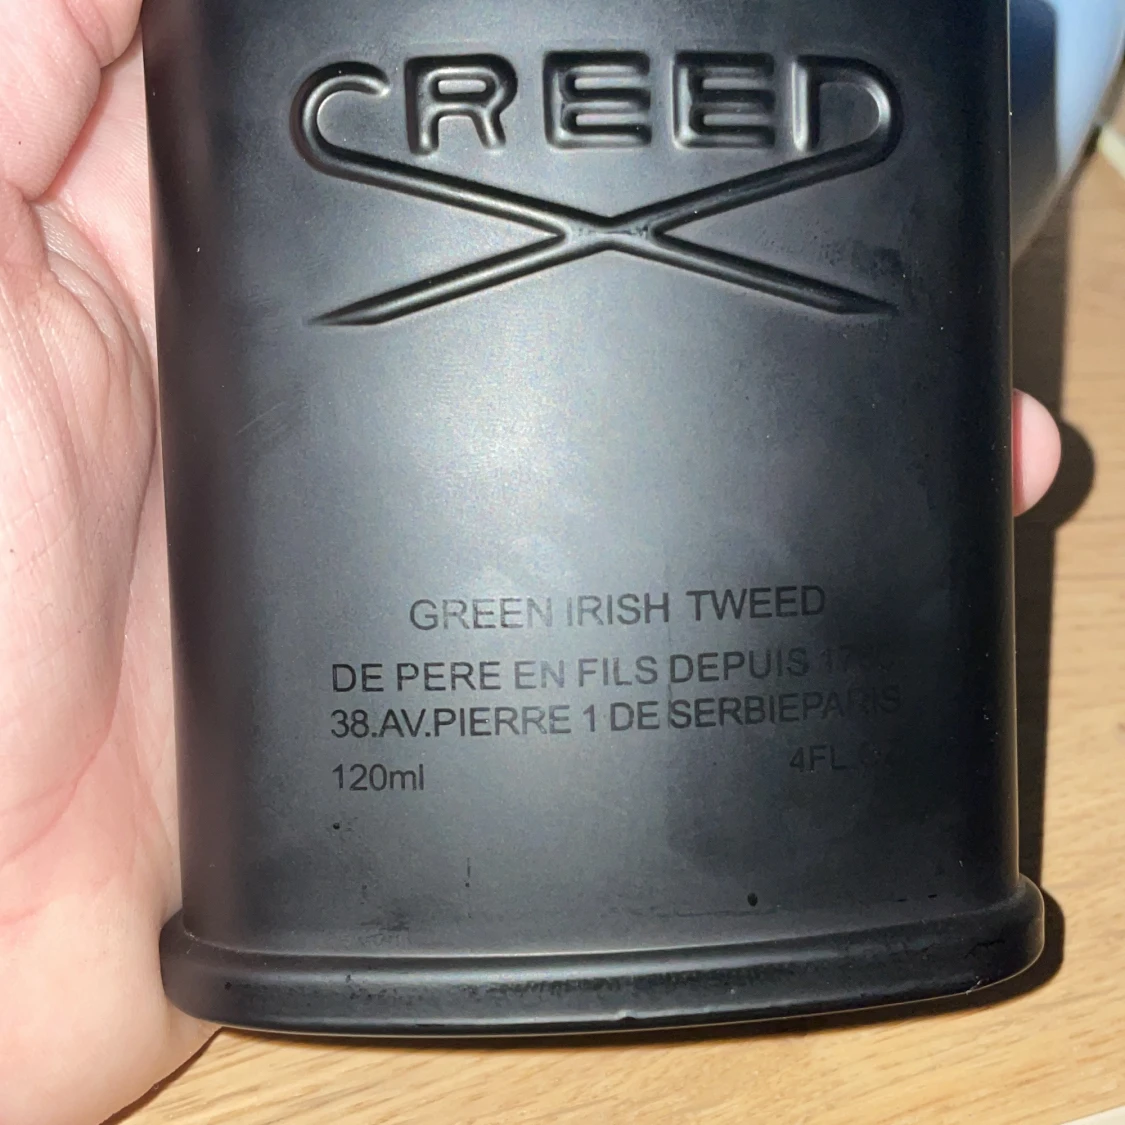 CREED
GREEN IRISH TWEED
DE PERE EN FILS DEPUIS
38.AV.PIERRE 1 DE SERBIEPARIS
120ml 4FL